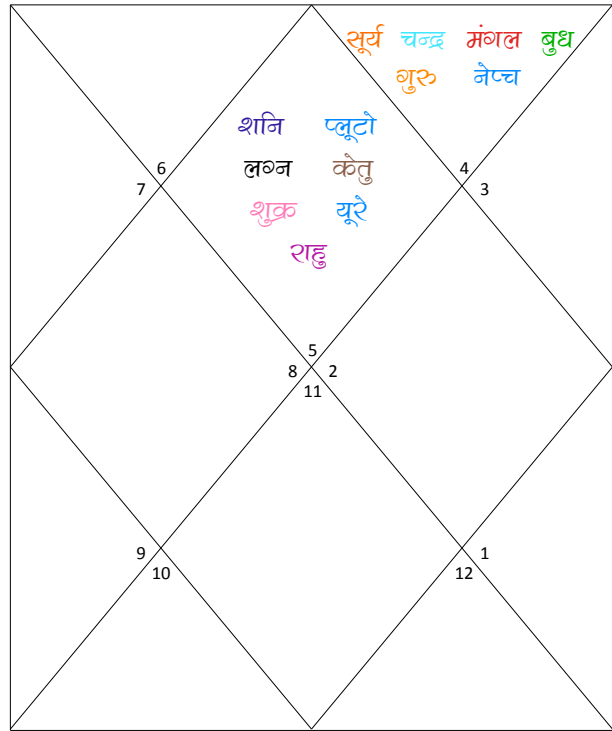 सूर्य चन्द्र मंगल बुध
गुरु नेप्च
शनि प्लूटो
लग्न केतु
शुक्र यूरे
राहु
6 4
7 3
5
8 2
11
9 1
10 12